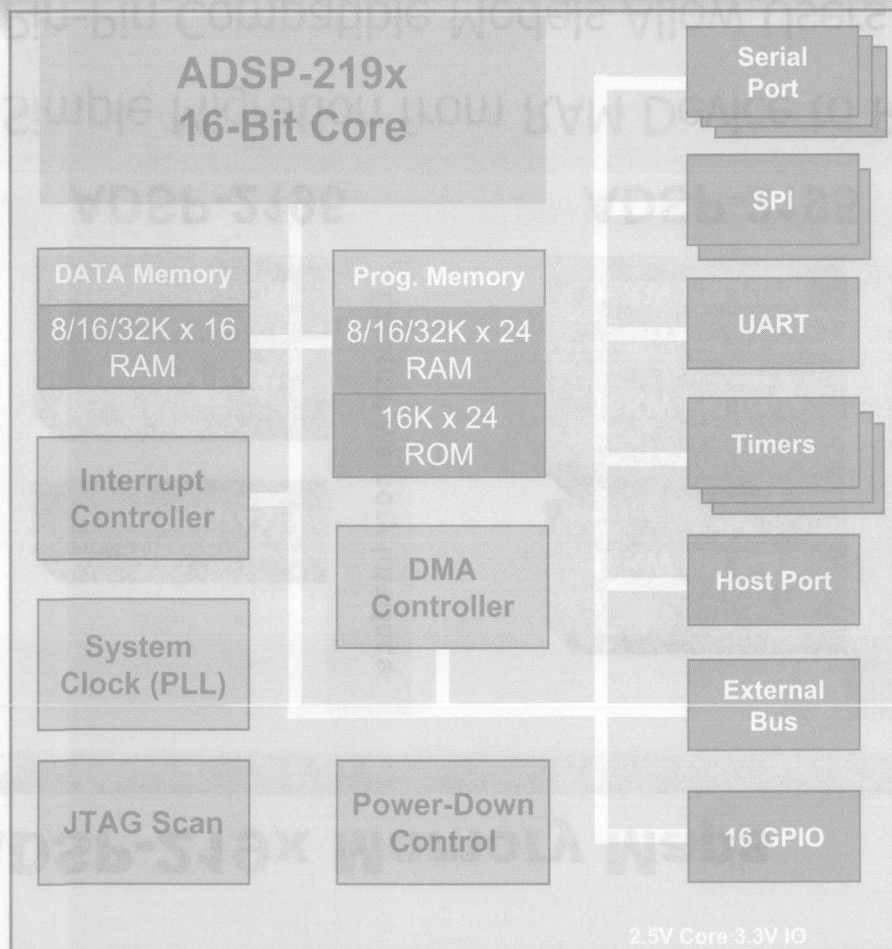 ADSP-219x
16-Bit Core
DATA Memory
8/16/32K x 16
RAM
Prog. Memory
8/16/32K x 24
RAM
16K x 24
ROM
Interrupt
Controller
DMA
Controller
System
Clock (PLL)
JTAG Scan
Power-Down
Control
Serial
Port
SPI
UART
Timers
Host Port
External
Bus
16 GPIO
2.5V Core 3.3V IO